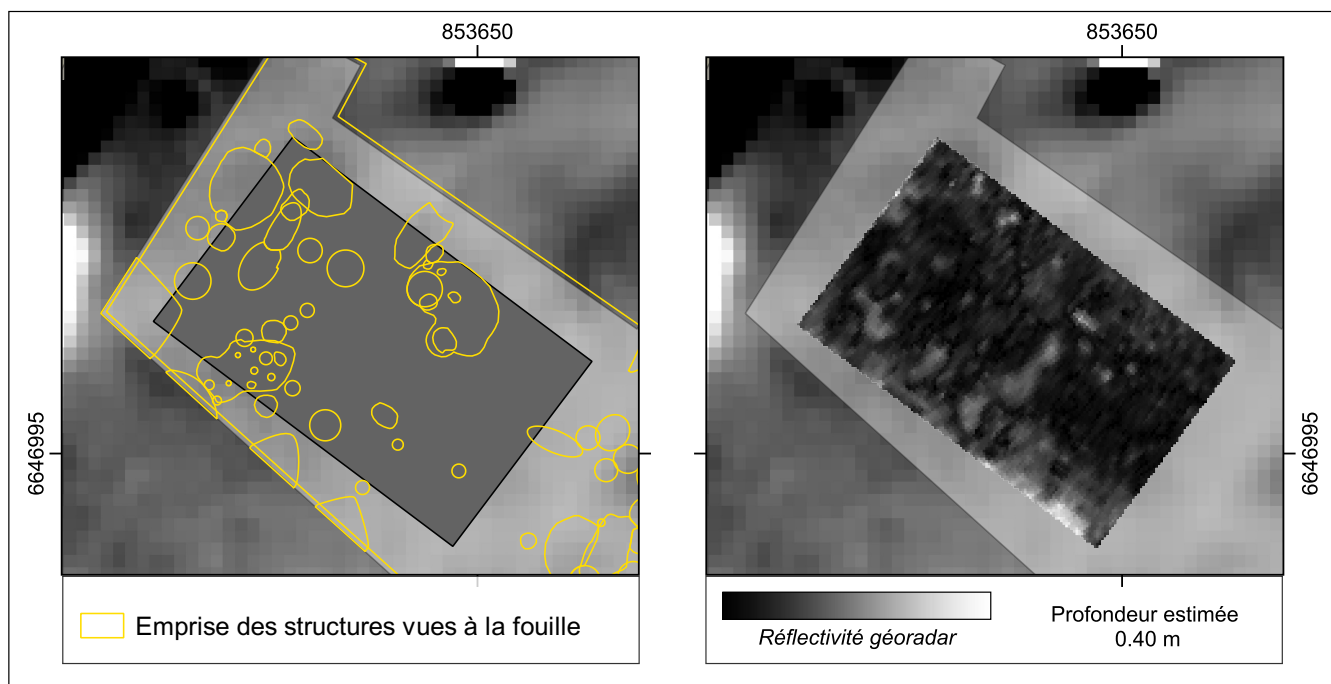 853650
853650
6646995
6646995
Emprise des structures vues à la fouille
Réflectivité géoradar
Profondeur estimée
0.40 m